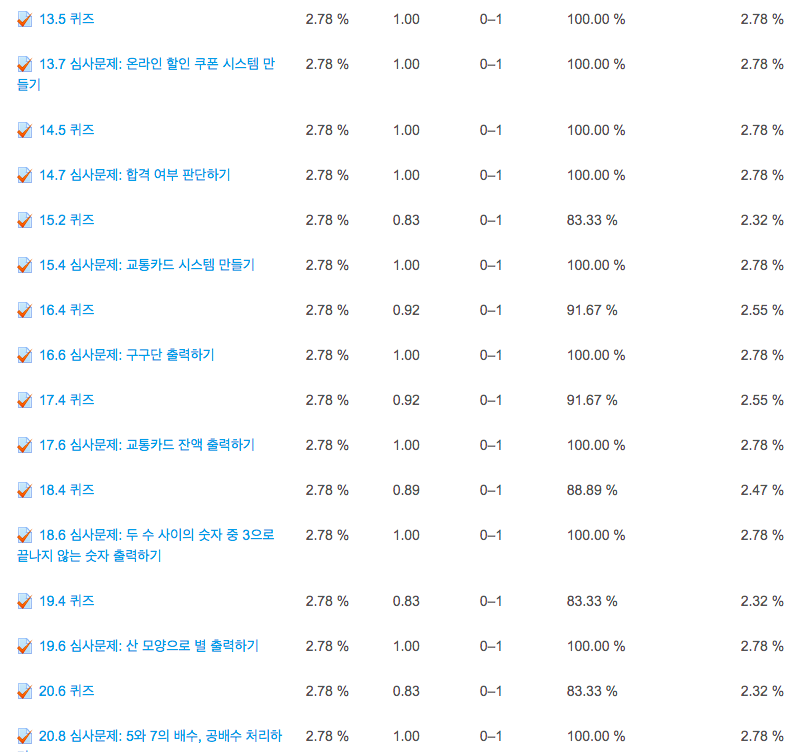 13.5 퀴즈 2.78 % 1.00 0–1 100.00 % 2.78 %
13.7 심사문제: 온라인 할인 쿠폰 시스템 만 2.78 % 1.00 0–1 100.00 % 2.78 %
들기
14.5 퀴즈 2.78 % 1.00 0–1 100.00 % 2.78 %
14.7 심사문제: 합격 여부 판단하기 2.78 % 1.00 0–1 100.00 % 2.78 %
15.2 퀴즈 2.78 % 0.83 0–1 83.33 % 2.32 %
15.4 심사문제: 교통카드 시스템 만들기 2.78 % 1.00 0–1 100.00 % 2.78 %
16.4 퀴즈 2.78 % 0.92 0–1 91.67 % 2.55 %
16.6 심사문제: 구구단 출력하기 2.78 % 1.00 0–1 100.00 % 2.78 %
17.4 퀴즈 2.78 % 0.92 0–1 91.67 % 2.55 %
17.6 심사문제: 교통카드 잔액 출력하기 2.78 % 1.00 0–1 100.00 % 2.78 %
18.4 퀴즈 2.78 % 0.89 0–1 88.89 % 2.47 %
18.6 심사문제: 두 수 사이의 숫자 중 3으로 2.78 % 1.00 0–1 100.00 % 2.78 %
끝나지 않는 숫자 출력하기
19.4 퀴즈 2.78 % 0.83 0–1 83.33 % 2.32 %
19.6 심사문제: 산 모양으로 별 출력하기 2.78 % 1.00 0–1 100.00 % 2.78 %
20.6 퀴즈 2.78 % 0.83 0–1 83.33 % 2.32 %
20.8 심사문제: 5와 7의 배수, 공배수 처리하 2.78 % 1.00 0–1 100.00 % 2.78 %